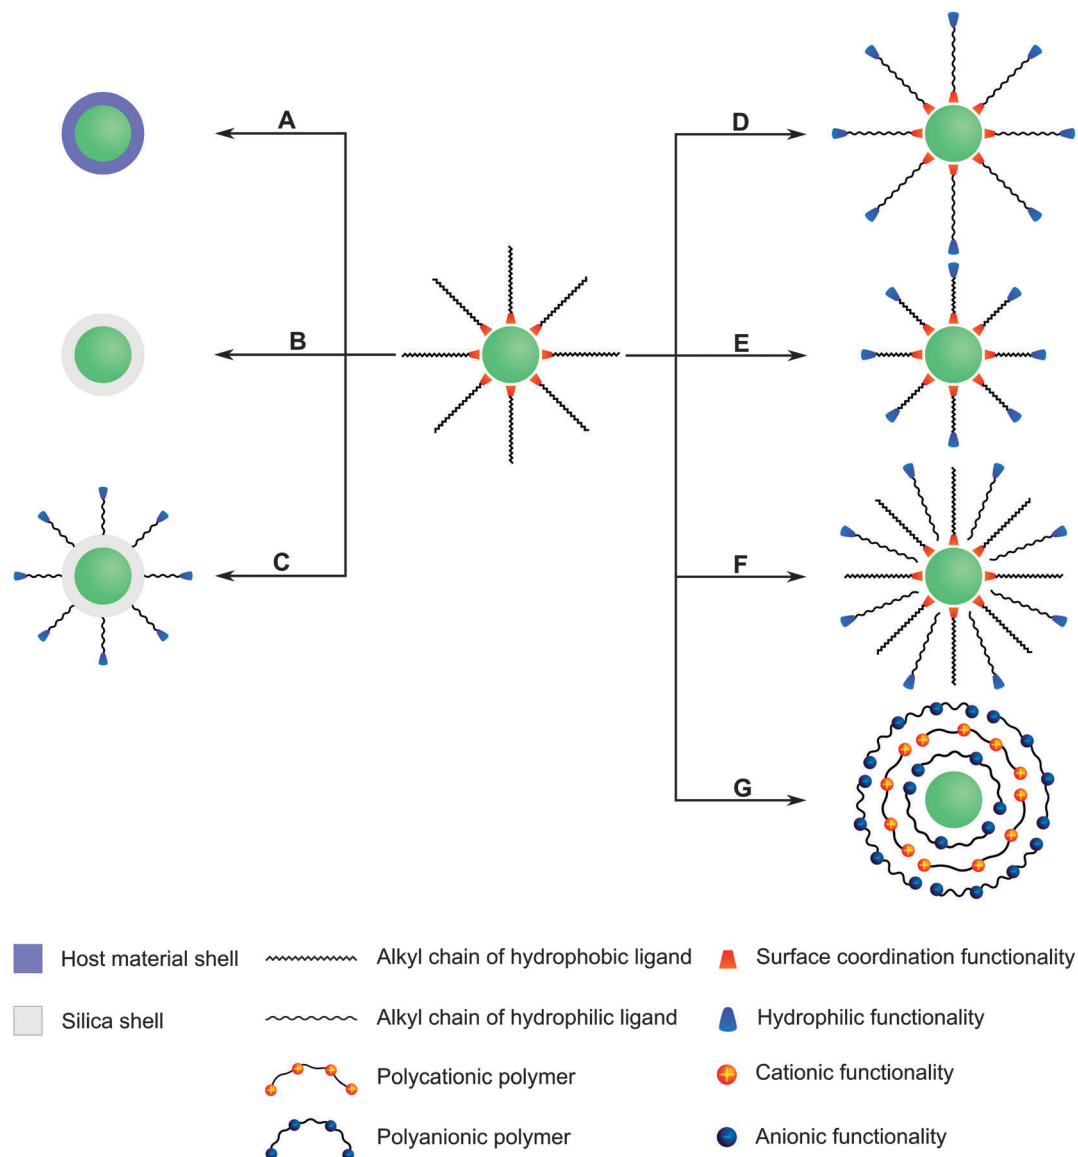 A
D
B
E
C
F
G
Host material shell
Alkyl chain of hydrophobic ligand
Surface coordination functionality
Silica shell
Alkyl chain of hydrophilic ligand
Hydrophilic functionality
Polycationic polymer
Cationic functionality
Polyanionic polymer
Anionic functionality